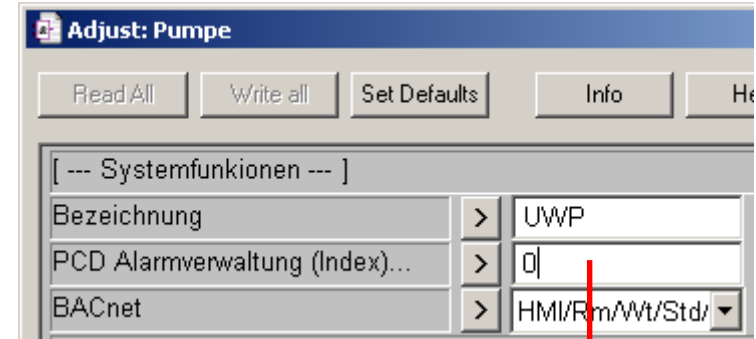 Adjust: Pumpe
Read All Write all Set Defaults Info He
[ --- Systemfunkionen --- ]
Bezeichnung > UWP
PCD Alarmverwaltung (Index)... > 0
BACnet > HMI/Rm/Wt/Std/